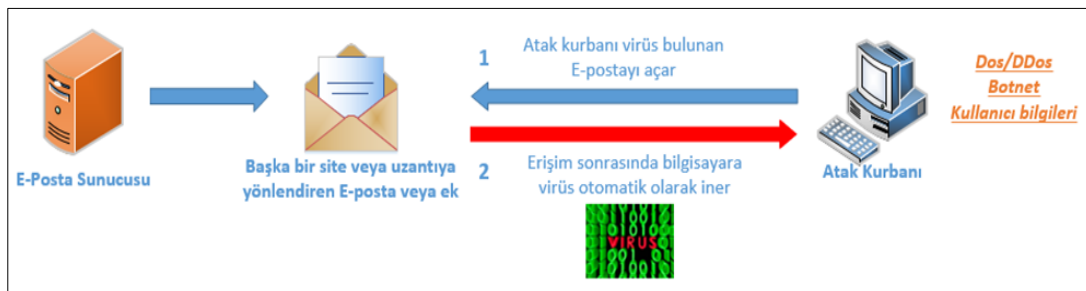 E-Posta Sunucusu
Başka bir site veya uzantıya
yönlendiren E-posta veya ek
1
Atak kurbanı virüs bulunan
E-postayı açar
2
Erişim sonrasında bilgisayara
virüs otomatik olarak iner
VIRUS
Atak Kurbanı
Dos/DDos
Botnet
Kullanıcı bilgileri